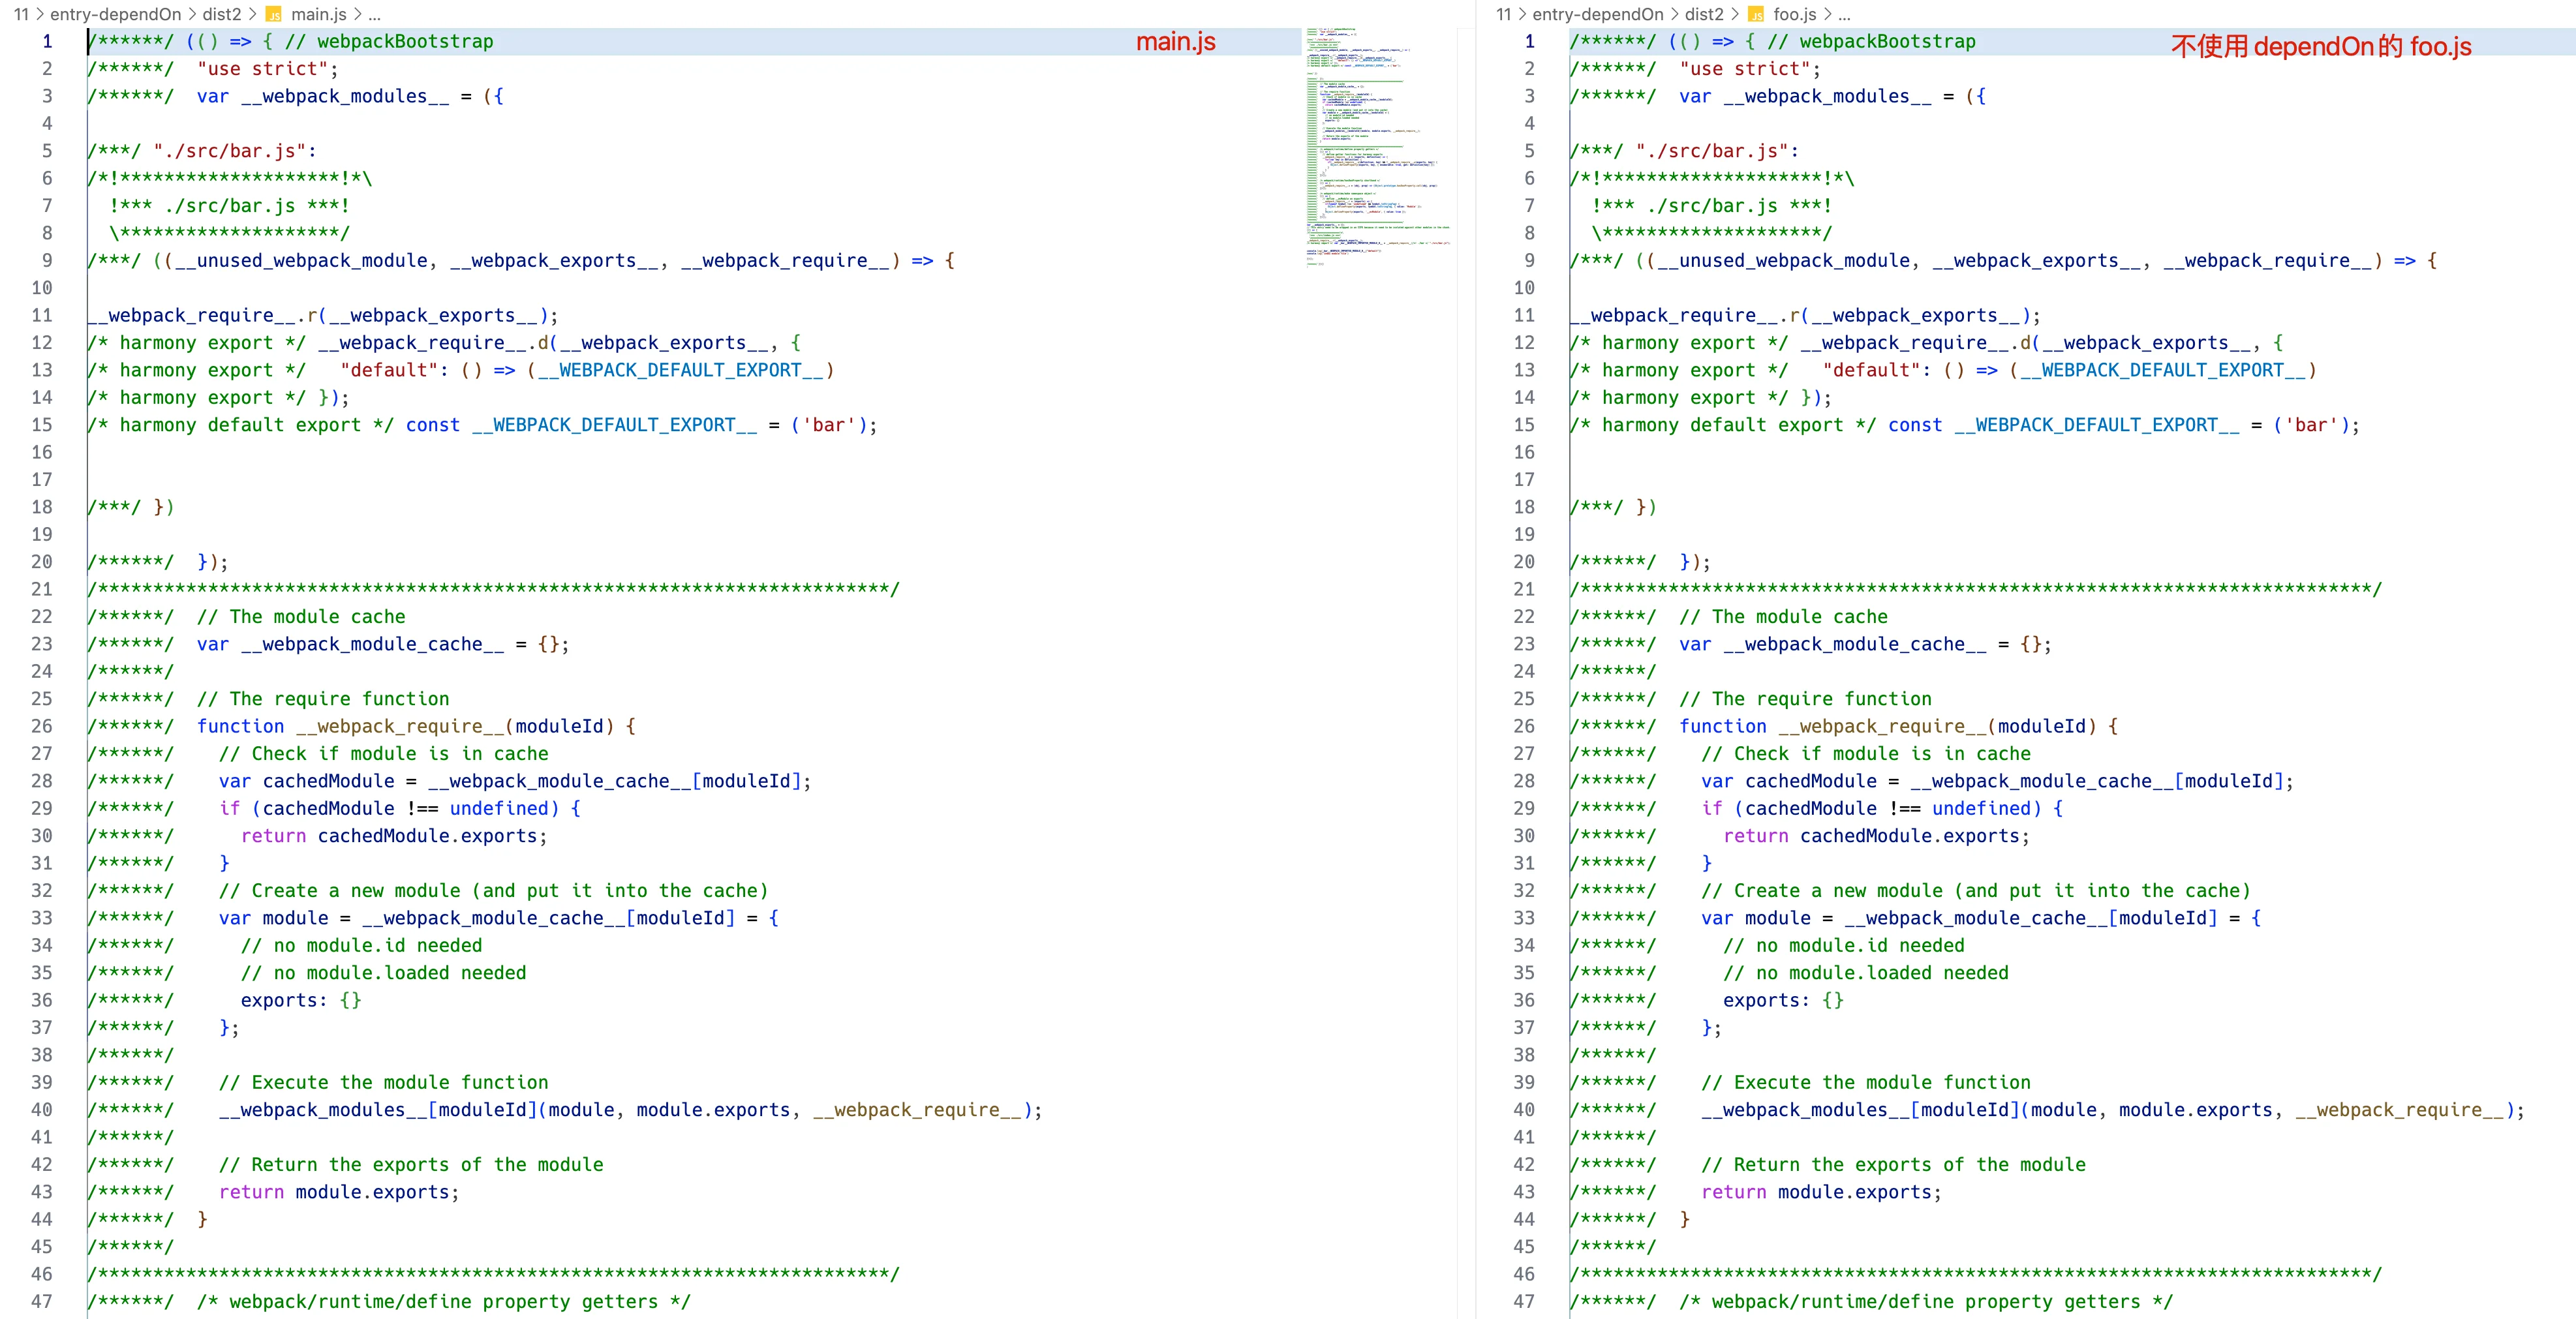 11 > entry-dependOn > dist2 > JS main.js > ...
main.js
1 /******/ (() => { // webpackBootstrap
2 /******/ 	"use strict";
3 /******/ 	var __webpack_modules__ = ({
4
5 /***/ "./src/bar.js":
6 /*!********************!*\
7   !*** ./src/bar.js ***!
8   \********************/
9 /***/ ((__unused_webpack_module, __webpack_exports__, __webpack_require__) => {
10
11 __webpack_require__.r(__webpack_exports__);
12 /* harmony export */ __webpack_require__.d(__webpack_exports__, {
13 /* harmony export */   "default": () => (__WEBPACK_DEFAULT_EXPORT__)
14 /* harmony export */ });
15 /* harmony default export */ const __WEBPACK_DEFAULT_EXPORT__ = ('bar');
16
17
18 /***/ })
19
20 /******/ 	});
21 /************************************************************************/
22 /******/ 	// The module cache
23 /******/ 	var __webpack_module_cache__ = {};
24 /******/
25 /******/ 	// The require function
26 /******/ 	function __webpack_require__(moduleId) {
27 /******/ 		// Check if module is in cache
28 /******/ 		var cachedModule = __webpack_module_cache__[moduleId];
29 /******/ 		if (cachedModule !== undefined) {
30 /******/ 			return cachedModule.exports;
31 /******/ 		}
32 /******/ 		// Create a new module (and put it into the cache)
33 /******/ 		var module = __webpack_module_cache__[moduleId] = {
34 /******/ 			// no module.id needed
35 /******/ 			// no module.loaded needed
36 /******/ 			exports: {}
37 /******/ 		};
38 /******/
39 /******/ 		// Execute the module function
40 /******/ 		__webpack_modules__[moduleId](module, module.exports, __webpack_require__);
41 /******/
42 /******/ 		// Return the exports of the module
43 /******/ 		return module.exports;
44 /******/ 	}
45 /******/
46 /************************************************************************/
47 /******/ 	/* webpack/runtime/define property getters */
11 > entry-dependOn > dist2 > JS foo.js > ...
不使用 dependOn的 foo.js
1 /******/ (() => { // webpackBootstrap
2 /******/ 	"use strict";
3 /******/ 	var __webpack_modules__ = ({
4
5 /***/ "./src/bar.js":
6 /*!********************!*\
7   !*** ./src/bar.js ***!
8   \********************/
9 /***/ ((__unused_webpack_module, __webpack_exports__, __webpack_require__) => {
10
11 __webpack_require__.r(__webpack_exports__);
12 /* harmony export */ __webpack_require__.d(__webpack_exports__, {
13 /* harmony export */   "default": () => (__WEBPACK_DEFAULT_EXPORT__)
14 /* harmony export */ });
15 /* harmony default export */ const __WEBPACK_DEFAULT_EXPORT__ = ('bar');
16
17
18 /***/ })
19
20 /******/ 	});
21 /************************************************************************/
22 /******/ 	// The module cache
23 /******/ 	var __webpack_module_cache__ = {};
24 /******/
25 /******/ 	// The require function
26 /******/ 	function __webpack_require__(moduleId) {
27 /******/ 		// Check if module is in cache
28 /******/ 		var cachedModule = __webpack_module_cache__[moduleId];
29 /******/ 		if (cachedModule !== undefined) {
30 /******/ 			return cachedModule.exports;
31 /******/ 		}
32 /******/ 		// Create a new module (and put it into the cache)
33 /******/ 		var module = __webpack_module_cache__[moduleId] = {
34 /******/ 			// no module.id needed
35 /******/ 			// no module.loaded needed
36 /******/ 			exports: {}
37 /******/ 		};
38 /******/
39 /******/ 		// Execute the module function
40 /******/ 		__webpack_modules__[moduleId](module, module.exports, __webpack_require__);
41 /******/
42 /******/ 		// Return the exports of the module
43 /******/ 		return module.exports;
44 /******/ 	}
45 /******/
46 /************************************************************************/
47 /******/ 	/* webpack/runtime/define property getters */